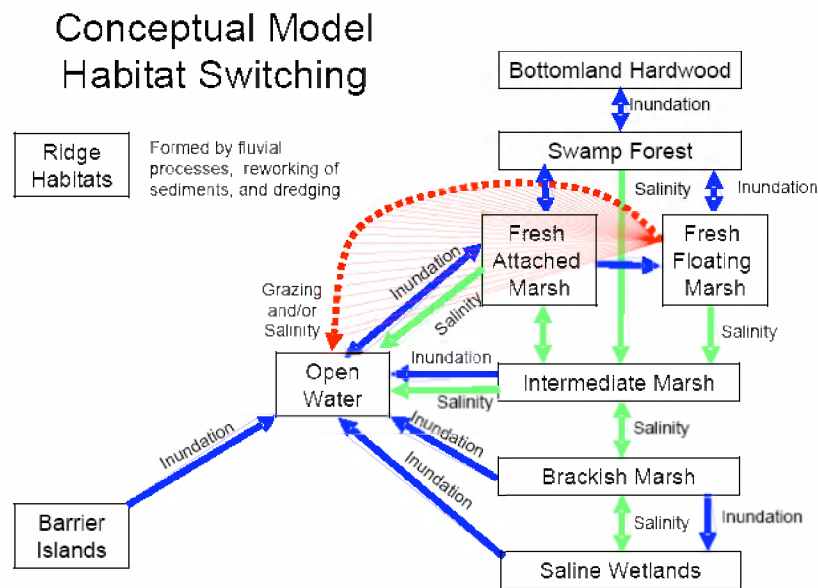 Conceptual Model
Habitat Switching
Bottomland Hardwood
Inundation
Ridge
Habitats
Formed by fluvial
processes, reworking of
sediments, and dredging
Swamp Forest
Salinity
Inundation
Fresh
Attached
Marsh
Fresh
Floating
Marsh
Inundation
Grazing
and/or
Salinity
Salinity
Salinity
Open
Water
Inundation
Intermediate Marsh
Salinity
Salinity
Inundation
Inundation
Inundation
Brackish Marsh
Barrier
Islands
Salinity
Inundation
Saline Wetlands